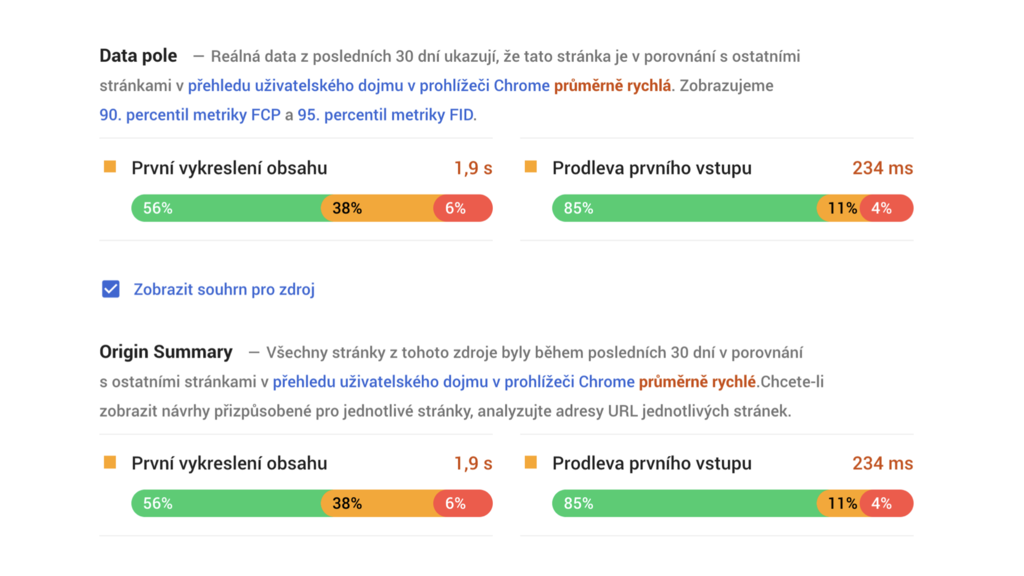 Data pole — Reálná data z posledních 30 dní ukazují, že tato stránka je v porovnání s ostatními
stránkami v přehledu uživatelského dojmu v prohlížeči Chrome průměrně rychlá. Zobrazujeme
90. percentil metriky FCP a 95. percentil metriky FID.
První vykreslení obsahu 1,9 s
56% 38% 6%
Prodleva prvního vstupu 234 ms
85% 11% 4%
Zobrazit souhrn pro zdroj
Origin Summary — Všechny stránky z tohoto zdroje byly během posledních 30 dní v porovnání
s ostatními stránkami v přehledu uživatelského dojmu v prohlížeči Chrome průměrně rychlé.Chcete-li
zobrazit návrhy přizpůsobené pro jednotlivé stránky, analyzujte adresy URL jednotlivých stránek.
První vykreslení obsahu 1,9 s
56% 38% 6%
Prodleva prvního vstupu 234 ms
85% 11% 4%